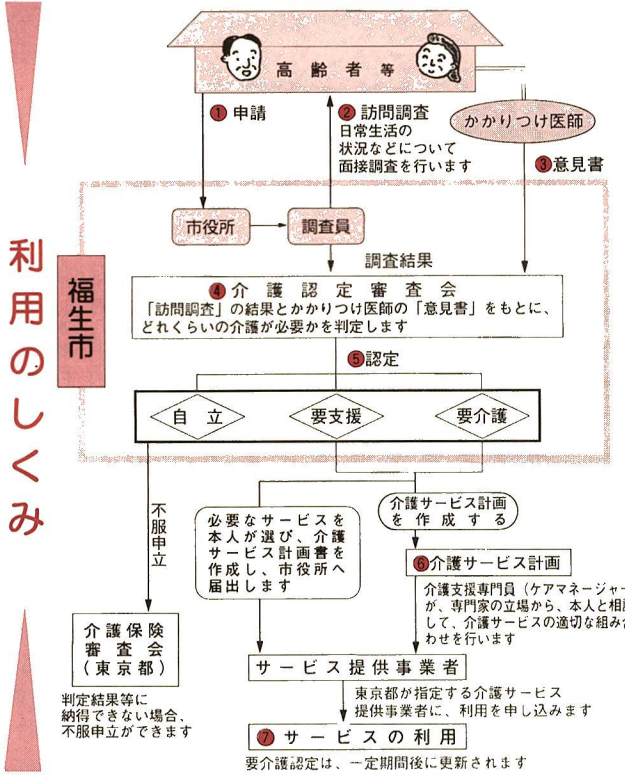 高齢者等
❶申請
❷訪問調査
日常生活の
状況などについて
面接調査を行います
かかりつけ医師
❸意見書
市役所
調査員
調査結果
利用のしくみ
福生市
❹介護認定審査会
「訪問調査」の結果とかかりつけ医師の「意見書」をもとに、
どれくらいの介護が必要かを判定します
❺認定
自立
要支援
要介護
不服申立
必要なサービスを
本人が選び、介護
サービス計画書を
作成し、市役所へ
届出します
介護サービス計画
を作成する
❻介護サービス計画
介護支援専門員（ケアマネージャー
が、専門家の立場から、本人と相談
して、介護サービスの適切な組み合
わせを行います
介護保険
審査会
（東京都）
判定結果等に
納得できない場合、
不服申立ができます
サービス提供事業者
東京都が指定する介護サービス
提供事業者に、利用を申し込みます
❼サービスの利用
要介護認定は、一定期間後に更新されます